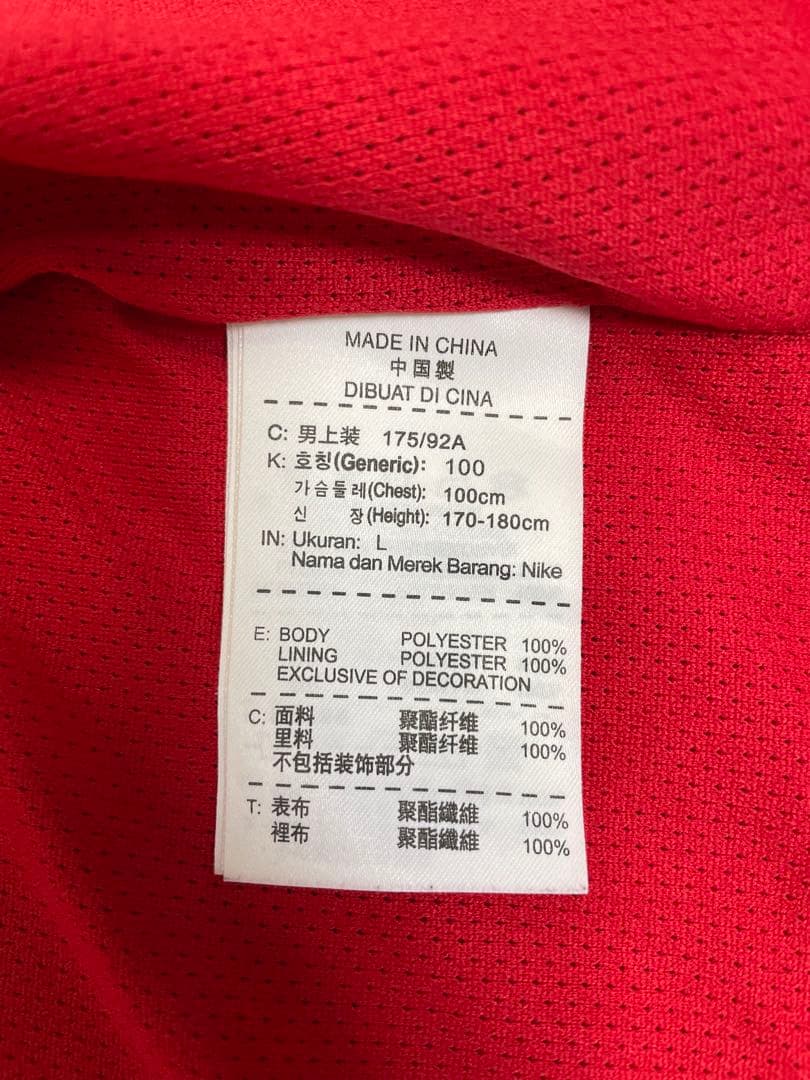 MADE IN CHINA
中国製
DIBUAT DI CINA
C: 男上装 175/92A
K: 호칭(Generic): 100
가슴둘레(Chest): 100cm
신 장(Height): 170-180cm
IN: Ukuran: L
Nama dan Merek Barang: Nike
E: BODY POLYESTER 100%
LINING POLYESTER 100%
EXCLUSIVE OF DECORATION
C: 面料 聚酯纤维 100%
里料 聚酯纤维 100%
不包括装饰部分
T: 表布 聚酯纖維 100%
裡布 聚酯纖維 100%